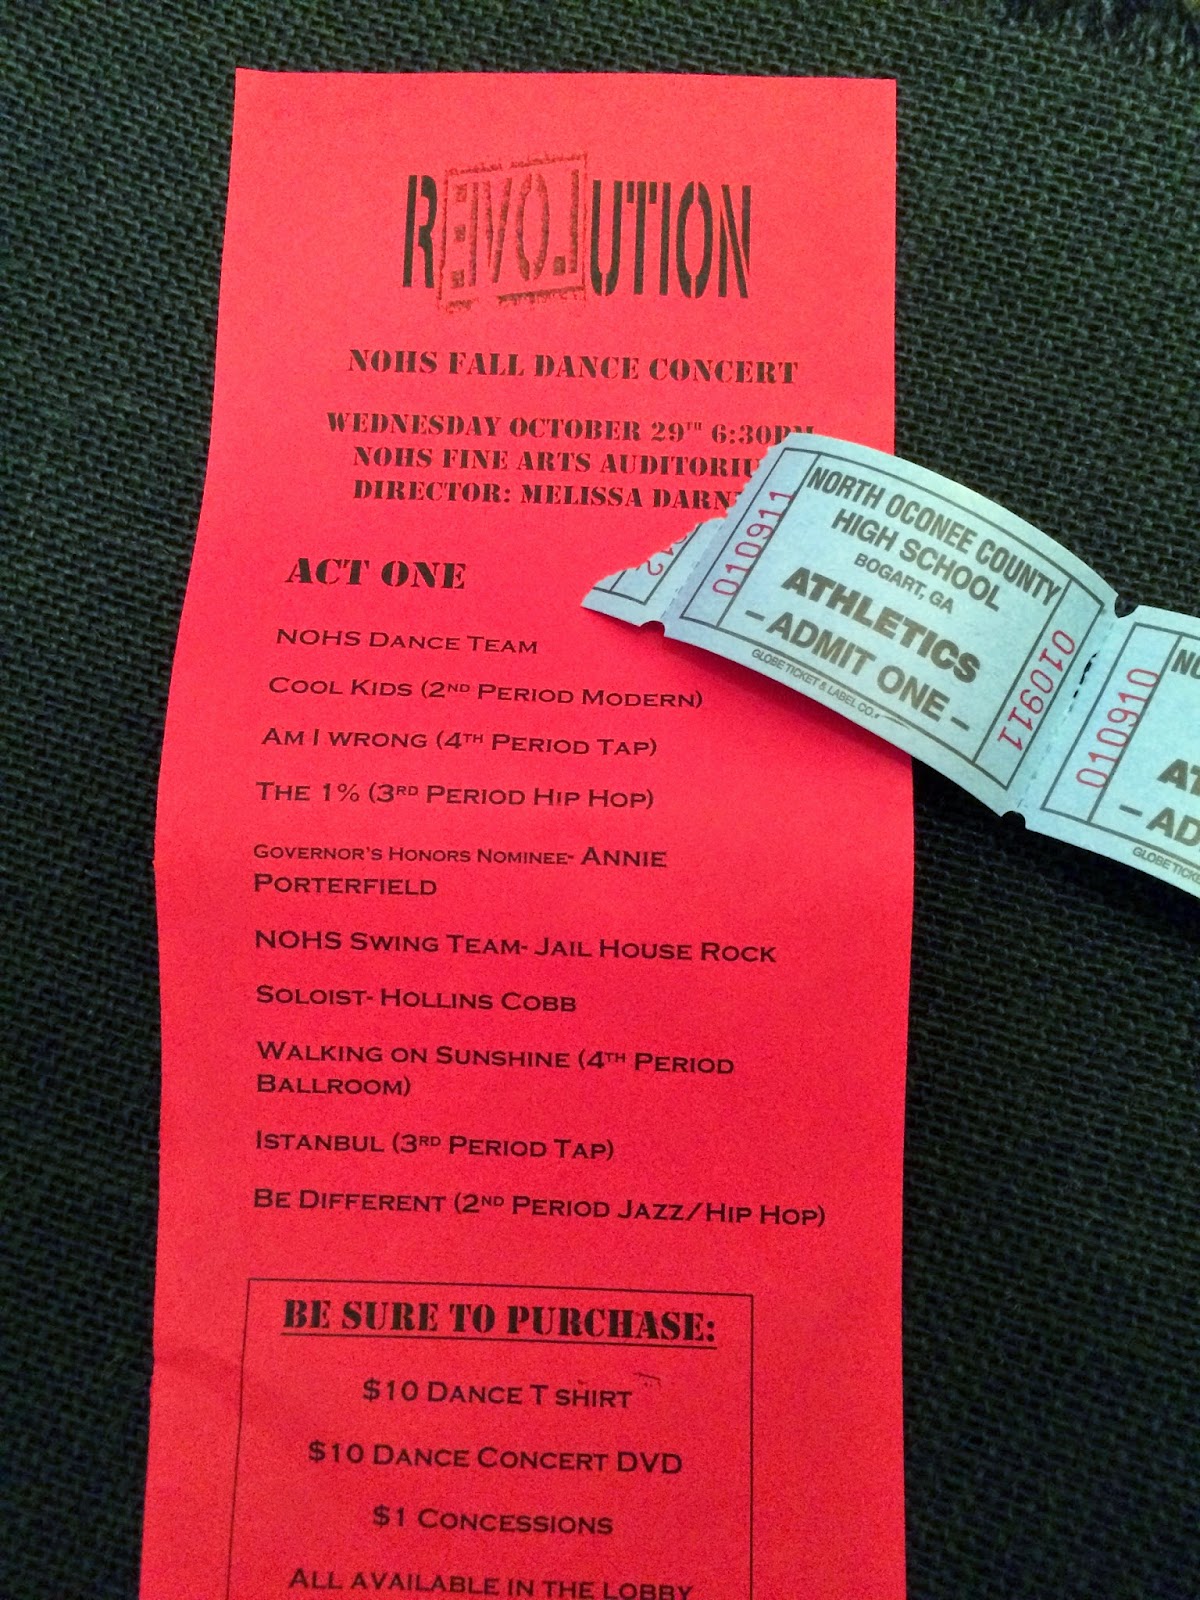 REVOLUTION
NOHS FALL DANCE CONCERT
WEDNESDAY OCTOBER 29TH 6:30PM
NOHS FINE ARTS
DIRECTOR: MELISSA
ACT ONE
NOHS DANCE TEAM
COOL KIDS (2ND PERIOD MODERN)
AM I WRONG (4TH PERIOD TAP)
THE 1% (3RD PERIOD HIP HOP)
GOVERNOR'S HONORS NOMINEE- ANNIE
PORTERFIELD
NOHS SWING TEAM- JAIL HOUSE ROCK
SOLOIST- HOLLINS COBB
WALKING ON SUNSHINE (4TH PERIOD
BALLROOM)
ISTANBUL (3RD PERIOD TAP)
BE DIFFERENT (2ND PERIOD JAZZ/HIP HOP)
BE SURE TO PURCHASE:
$10 DANCE T SHIRT
$10 DANCE CONCERT DVD
$1 CONCESSIONS
ALL AVAILABLE IN THE LOBBY
010911
NORTH OCONEE COUNTY
HIGH SCHOOL
BOGART, GA
ATHLETICS
– ADMIT ONE –
GLOBE TICKET & LABEL CO.
010911
010910